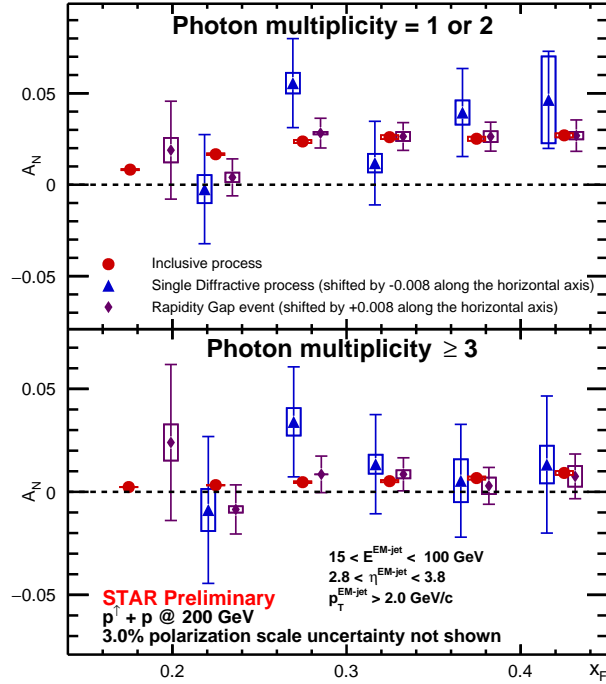 Photon multiplicity = 1 or 2
0.05
A_N
0
−0.05
Inclusive process
Single Diffractive process (shifted by -0.008 along the horizontal axis)
Rapidity Gap event (shifted by +0.008 along the horizontal axis)
Photon multiplicity ≥ 3
0.05
A_N
0
−0.05
15 < E^EM-jet < 100 GeV
2.8 < η^EM-jet < 3.8
p_T^EM-jet > 2.0 GeV/c
STAR Preliminary
p^↑ + p @ 200 GeV
3.0% polarization scale uncertainty not shown
0.2 0.3 0.4 x_F